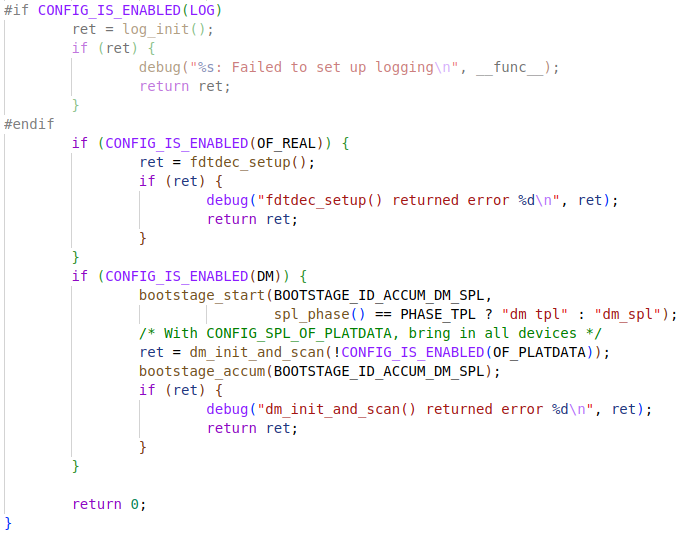 #if CONFIG_IS_ENABLED(LOG)
        ret = log_init();
        if (ret) {
                debug("%s: Failed to set up logging\n", __func__);
                return ret;
        }
#endif
        if (CONFIG_IS_ENABLED(OF_REAL)) {
                ret = fdtdec_setup();
                if (ret) {
                        debug("fdtdec_setup() returned error %d\n", ret);
                        return ret;
                }
        }
        if (CONFIG_IS_ENABLED(DM)) {
                bootstage_start(BOOTSTAGE_ID_ACCUM_DM_SPL,
                                spl_phase() == PHASE_TPL ? "dm tpl" : "dm_spl");
                /* With CONFIG_SPL_OF_PLATDATA, bring in all devices */
                ret = dm_init_and_scan(!CONFIG_IS_ENABLED(OF_PLATDATA));
                bootstage_accum(BOOTSTAGE_ID_ACCUM_DM_SPL);
                if (ret) {
                        debug("dm_init_and_scan() returned error %d\n", ret);
                        return ret;
                }
        }

        return 0;
}